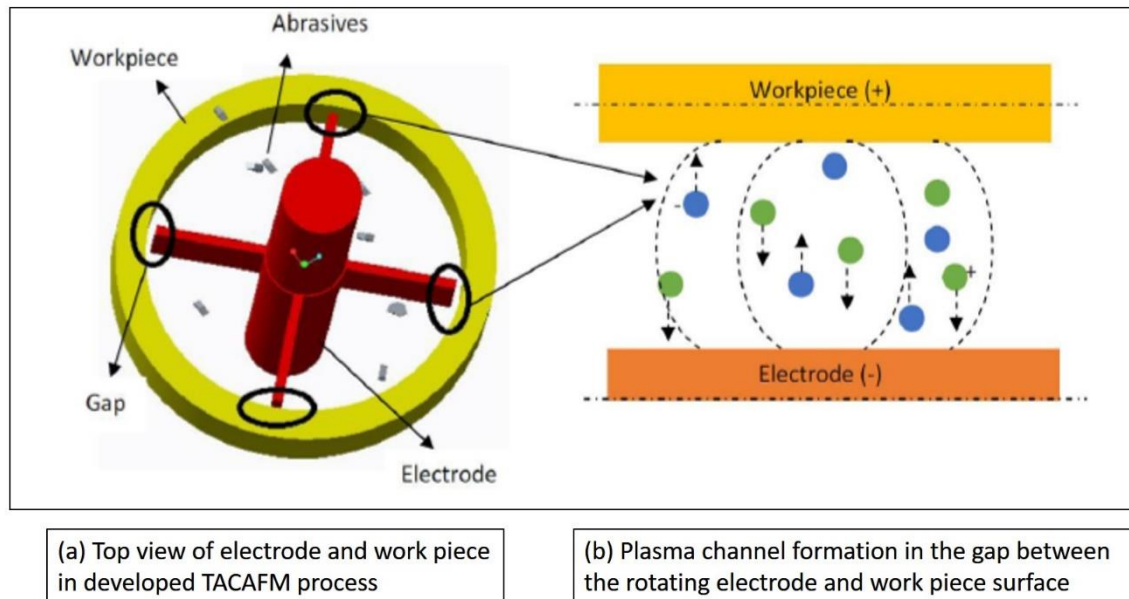 Abrasives
Workpiece
Gap
Electrode
Workpiece (+)
-
+
Electrode (-)
(a) Top view of electrode and work piece
in developed TACAFM process
(b) Plasma channel formation in the gap between
the rotating electrode and work piece surface